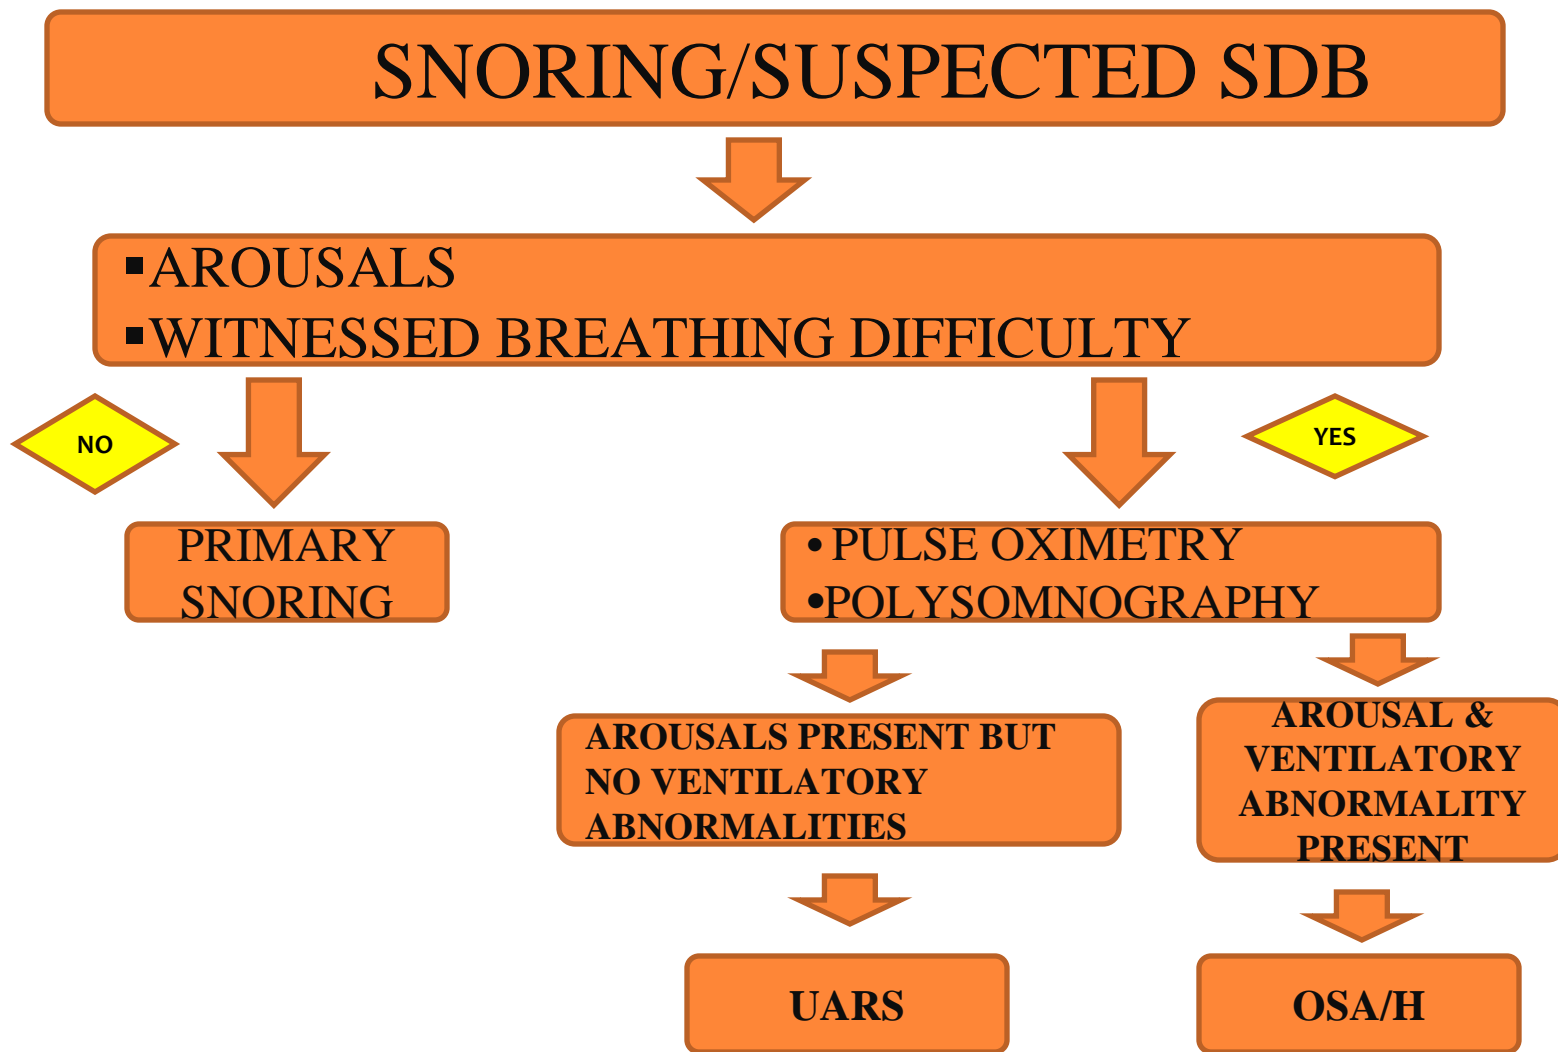 SNORING/SUSPECTED SDB
▪AROUSALS
▪WITNESSED BREATHING DIFFICULTY
NO
YES
PRIMARY
SNORING
• PULSE OXIMETRY
•POLYSOMNOGRAPHY
AROUSALS PRESENT BUT
NO VENTILATORY
ABNORMALITIES
AROUSAL &
VENTILATORY
ABNORMALITY
PRESENT
UARS
OSA/H